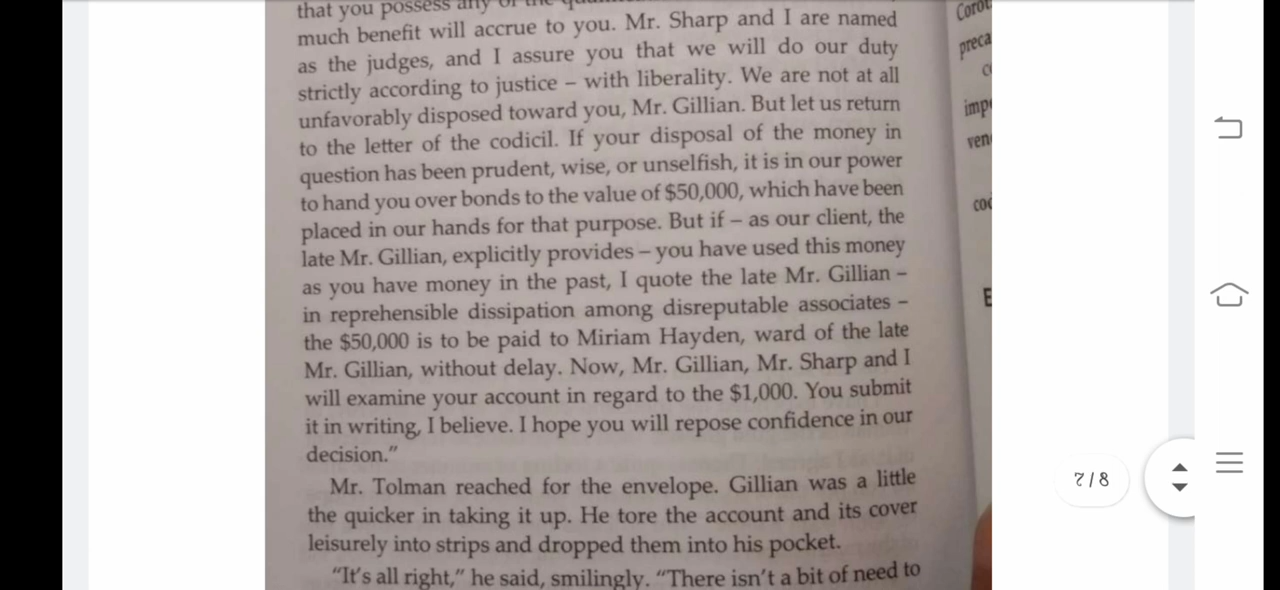 that you possess any of the
much benefit will accrue to you. Mr. Sharp and I are named
as the judges, and I assure you that we will do our duty
strictly according to justice – with liberality. We are not at all
unfavorably disposed toward you, Mr. Gillian. But let us return
to the letter of the codicil. If your disposal of the money in
question has been prudent, wise, or unselfish, it is in our power
to hand you over bonds to the value of $50,000, which have been
placed in our hands for that purpose. But if – as our client, the
late Mr. Gillian, explicitly provides – you have used this money
as you have money in the past, I quote the late Mr. Gillian –
in reprehensible dissipation among disreputable associates –
the $50,000 is to be paid to Miriam Hayden, ward of the late
Mr. Gillian, without delay. Now, Mr. Gillian, Mr. Sharp and I
will examine your account in regard to the $1,000. You submit
it in writing, I believe. I hope you will repose confidence in our
decision.”
Mr. Tolman reached for the envelope. Gillian was a little
the quicker in taking it up. He tore the account and its cover
leisurely into strips and dropped them into his pocket.
“It’s all right,” he said, smilingly. “There isn’t a bit of need to
preca
impe
ven
7/8